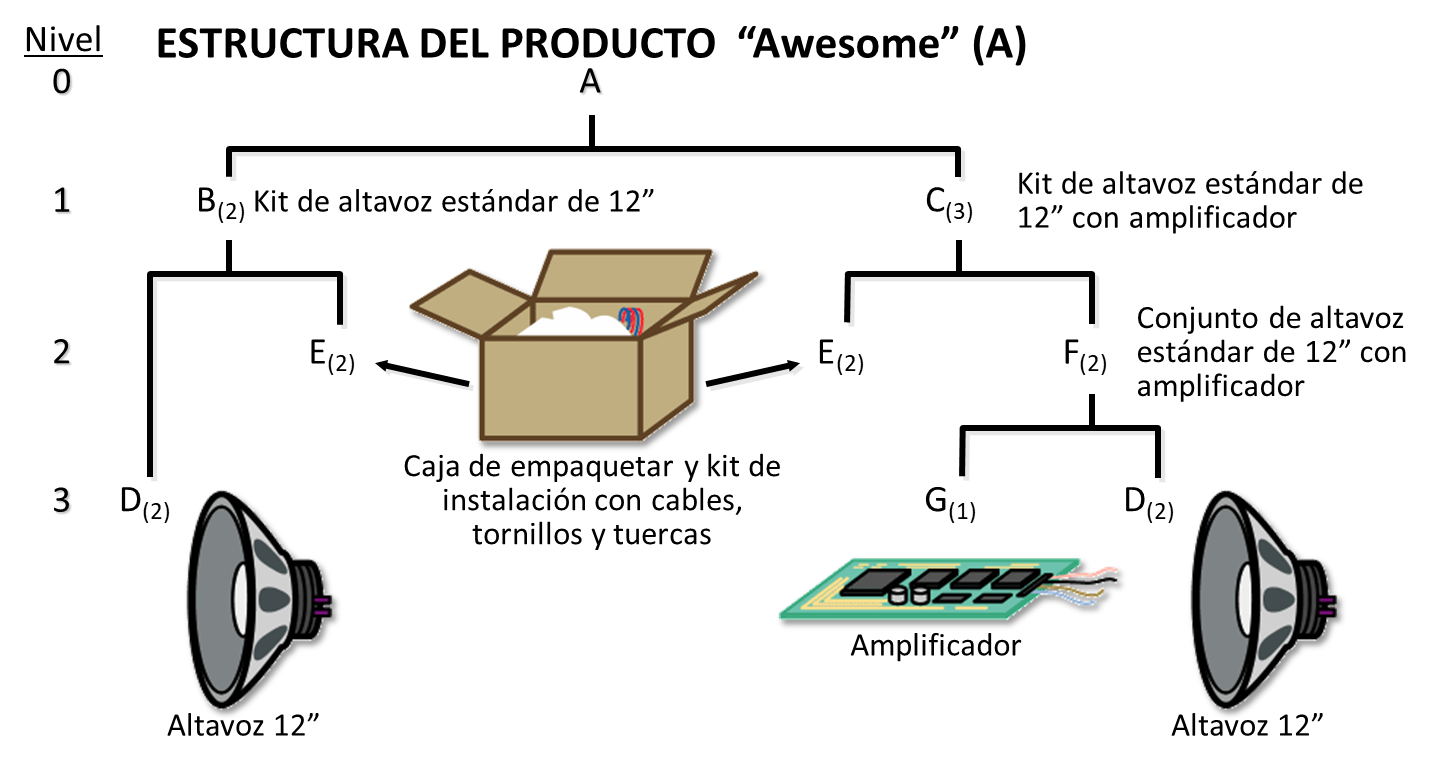 Nivel
ESTRUCTURA DEL PRODUCTO “Awesome” (A)
0
A
1
B(2) Kit de altavoz estándar de 12”
C(3)
Kit de altavoz estándar de
12” con amplificador
2
E(2)
E(2)
F(2)
Conjunto de altavoz
estándar de 12” con
amplificador
Caja de empaquetar y kit de
instalación con cables,
tornillos y tuercas
3
D(2)
G(1)
D(2)
Amplificador
Altavoz 12”
Altavoz 12”